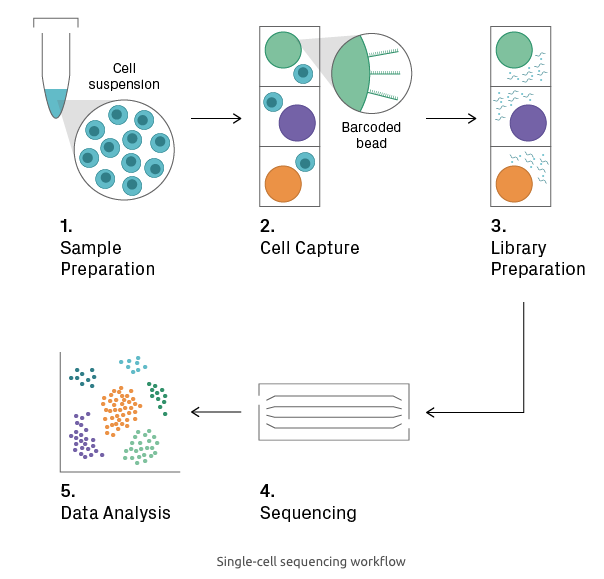 Cell
suspension
Barcoded
bead
1.
Sample
Preparation
2.
Cell Capture
3.
Library
Preparation
4.
Sequencing
5.
Data Analysis
Single-cell sequencing workflow